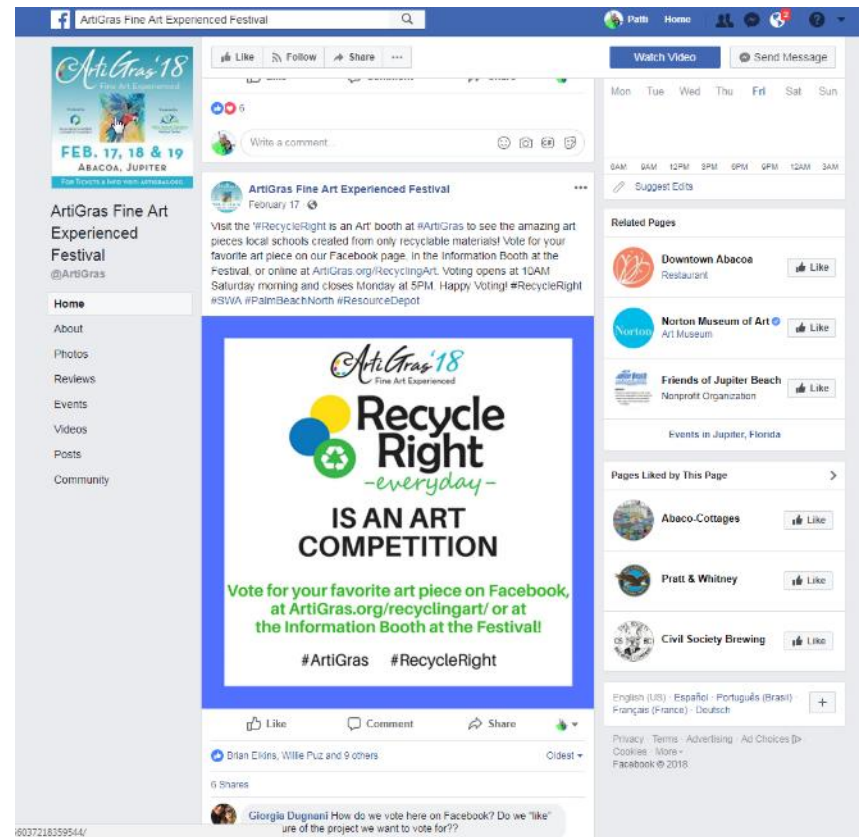 ArtiGras Fine Art Experienced Festival
Patti Home 2
ArtiGras'18
Fine Art Experienced
FEB. 17, 18 & 19
ABACOA, JUPITER
ArtiGras Fine Art
Experienced
Festival
@ArtiGras
Home
About
Photos
Reviews
Events
Videos
Posts
Community
Like Follow Share ...
6
Write a comment...
ArtiGras Fine Art Experienced Festival
February 17
Visit the '#RecycleRight is an Art' booth at #ArtiGras to see the amazing art
pieces local schools created from only recyclable materials! Vote for your
favorite art piece on our Facebook page, in the Information Booth at the
Festival, or online at ArtiGras.org/RecyclingArt. Voting opens at 10AM
Saturday morning and closes Monday at 5PM. Happy Voting! #RecycleRight
#SWA #PalmBeachNorth #ResourceDepot
ArtiGras'18
Fine Art Experienced
Recycle
Right
-everyday-
IS AN ART
COMPETITION
Vote for your favorite art piece on Facebook,
at ArtiGras.org/recyclingart/ or at
the Information Booth at the Festival!
#ArtiGras #RecycleRight
Like Comment Share
Brian Elkins, Willie Puz and 9 others Oldest
6 Shares
Giorgia Dugnani How do we vote here on Facebook? Do we "like"
ure of the project we want to vote for??
6037218359544/
Watch Video Send Message
Mon Tue Wed Thu Fri Sat Sun
6AM 9AM 12PM 3PM 6PM 9PM 12AM 3AM
Suggest Edits
Related Pages
Downtown Abacoa
Restaurant
Like
Norton
Norton Museum of Art
Art Museum
Like
Friends of Jupiter Beach
Nonprofit Organization
Like
Events in Jupiter, Florida
Pages Liked by This Page
Abaco-Cottages
Like
Pratt & Whitney
Like
Civil Society Brewing
Like
English (US) · Español · Português (Brasil) ·
Français (France) · Deutsch
Privacy · Terms · Advertising · Ad Choices
Cookies · More
Facebook © 2018